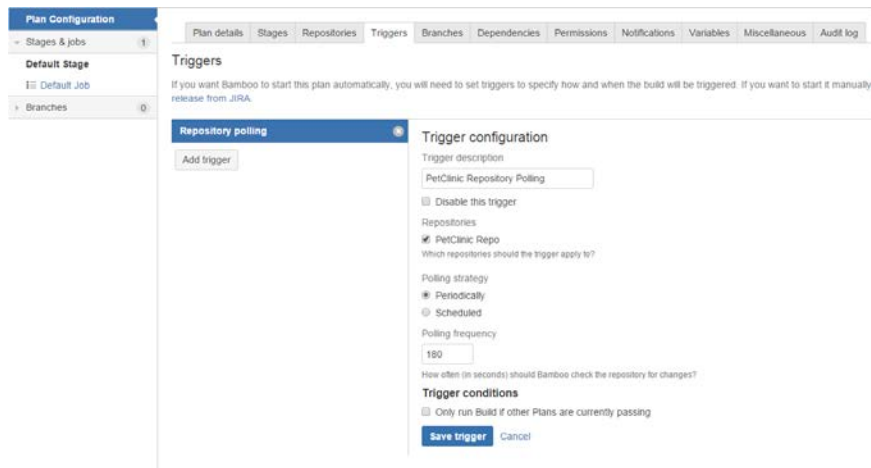 Plan Configuration
Stages & jobs 1
Default Stage
Default Job
Branches 0
Plan details Stages Repositories Triggers Branches Dependencies Permissions Notifications Variables Miscellaneous Audit log
Triggers
If you want Bamboo to start this plan automatically, you will need to set triggers to specify how and when the build will be triggered. If you want to start it manually
release from JIRA.
Repository polling
Add trigger
Trigger configuration
Trigger description
PetClinic Repository Polling
Disable this trigger
Repositories
PetClinic Repo
Which repositories should the trigger apply to?
Polling strategy
Periodically
Scheduled
Polling frequency
180
How often (in seconds) should Bamboo check the repository for changes?
Trigger conditions
Only run Build if other Plans are currently passing
Save trigger Cancel